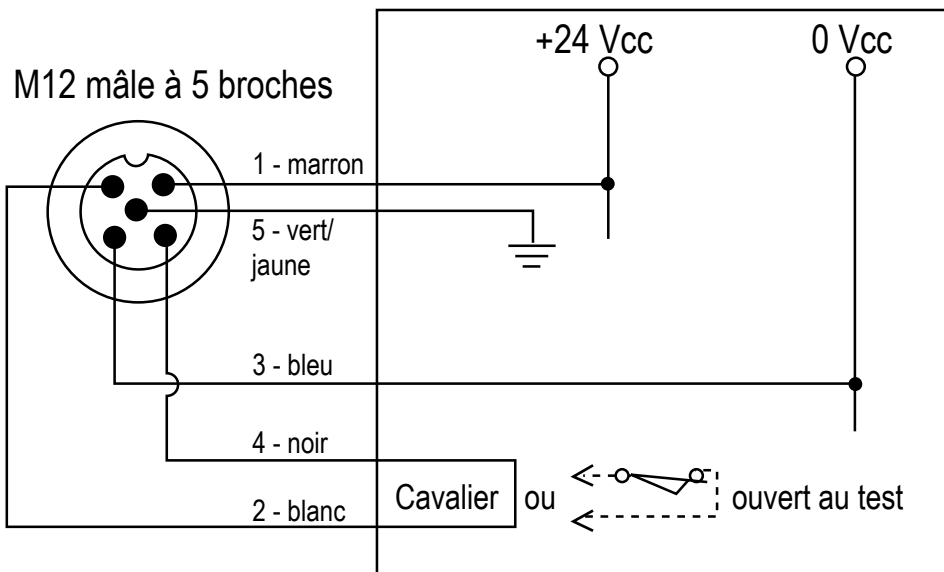 +24 Vcc
0 Vcc
M12 mâle à 5 broches
1 - marron
5 - vert/
jaune
3 - bleu
4 - noir
Cavalier
ou
ouvert au test
2 - blanc